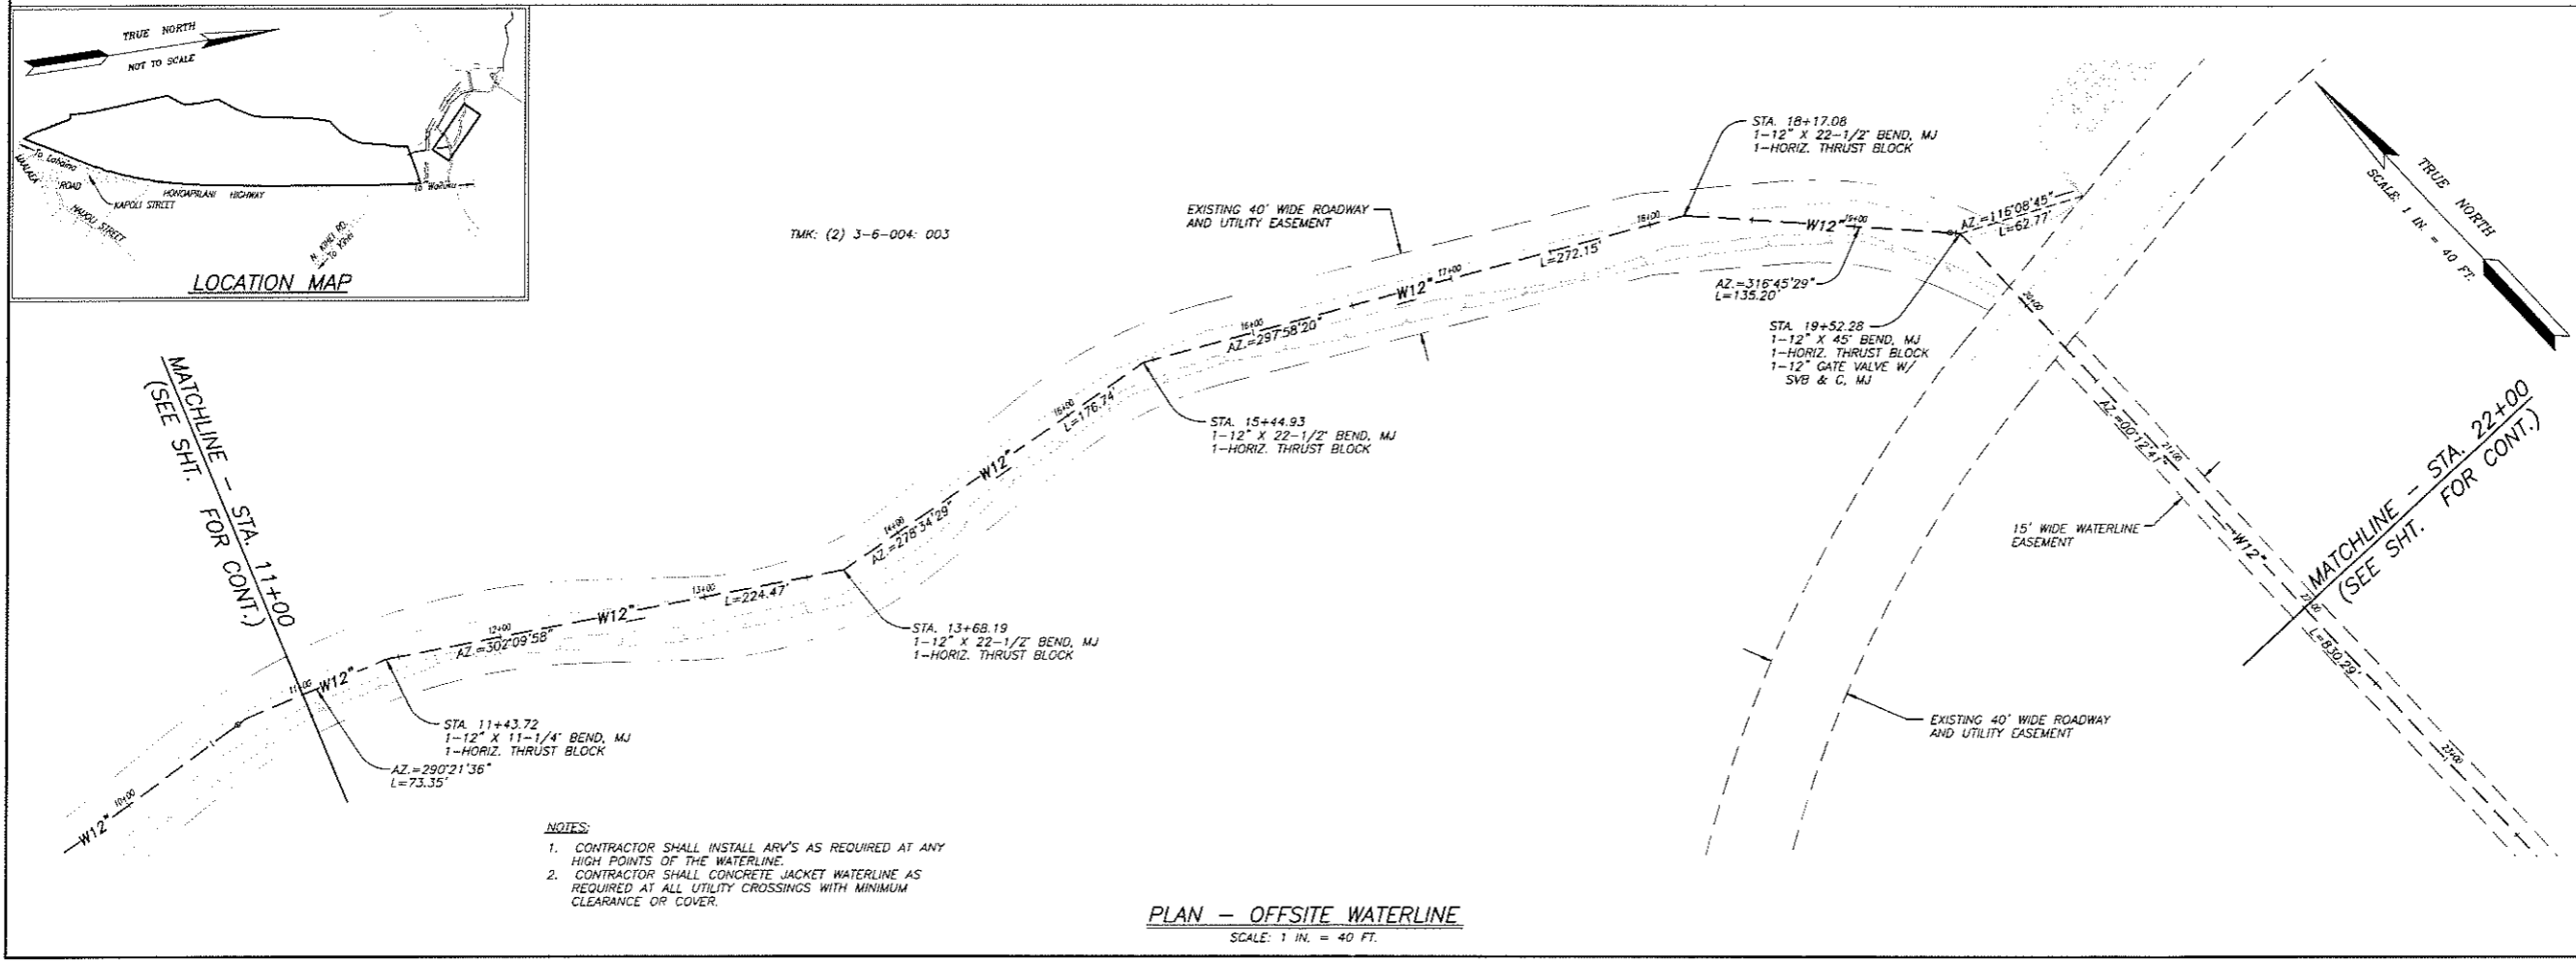 TRUE NORTH
NOT TO SCALE
To Lahaina
MAALAEA
ROAD
HAUOLI STREET
KAPOLI STREET
HONOAPIILANI HIGHWAY
To Wailuku
N. KIHEI RD.
To Kihei
LOCATION MAP
TMK: (2) 3-6-004: 003
EXISTING 40' WIDE ROADWAY
AND UTILITY EASEMENT
STA. 18+17.08
1-12" X 22-1/2° BEND, MJ
1-HORIZ. THRUST BLOCK
TRUE NORTH
SCALE: 1 IN. = 40 FT.
MATCHLINE - STA. 11+00
(SEE SHT. FOR CONT.)
W12"
10+00
11+00
W12"
AZ.=302°09'58"
12+00
W12"
13+00
L=224.47'
14+00
AZ.=278°34'29"
W12"
15+00
L=176.74'
16+00
AZ.=297°58'20"
W12"
17+00
L=272.15'
18+00
W12"
19+00
AZ.=116°08'45"
L=62.77'
AZ.=316°45'29"
L=135.20'
STA. 19+52.28
1-12" X 45° BEND, MJ
1-HORIZ. THRUST BLOCK
1-12" GATE VALVE W/
SVB & C, MJ
20+00
AZ.=00°12'41"
21+00
W12"
22+00
L=830.29'
23+00
MATCHLINE - STA. 22+00
(SEE SHT. FOR CONT.)
15' WIDE WATERLINE
EASEMENT
EXISTING 40' WIDE ROADWAY
AND UTILITY EASEMENT
STA. 15+44.93
1-12" X 22-1/2° BEND, MJ
1-HORIZ. THRUST BLOCK
STA. 13+68.19
1-12" X 22-1/2° BEND, MJ
1-HORIZ. THRUST BLOCK
STA. 11+43.72
1-12" X 11-1/4° BEND, MJ
1-HORIZ. THRUST BLOCK
AZ.=290°21'36"
L=73.35'
NOTES:
1. CONTRACTOR SHALL INSTALL ARV'S AS REQUIRED AT ANY
HIGH POINTS OF THE WATERLINE.
2. CONTRACTOR SHALL CONCRETE JACKET WATERLINE AS
REQUIRED AT ALL UTILITY CROSSINGS WITH MINIMUM
CLEARANCE OR COVER.
PLAN - OFFSITE WATERLINE
SCALE: 1 IN. = 40 FT.